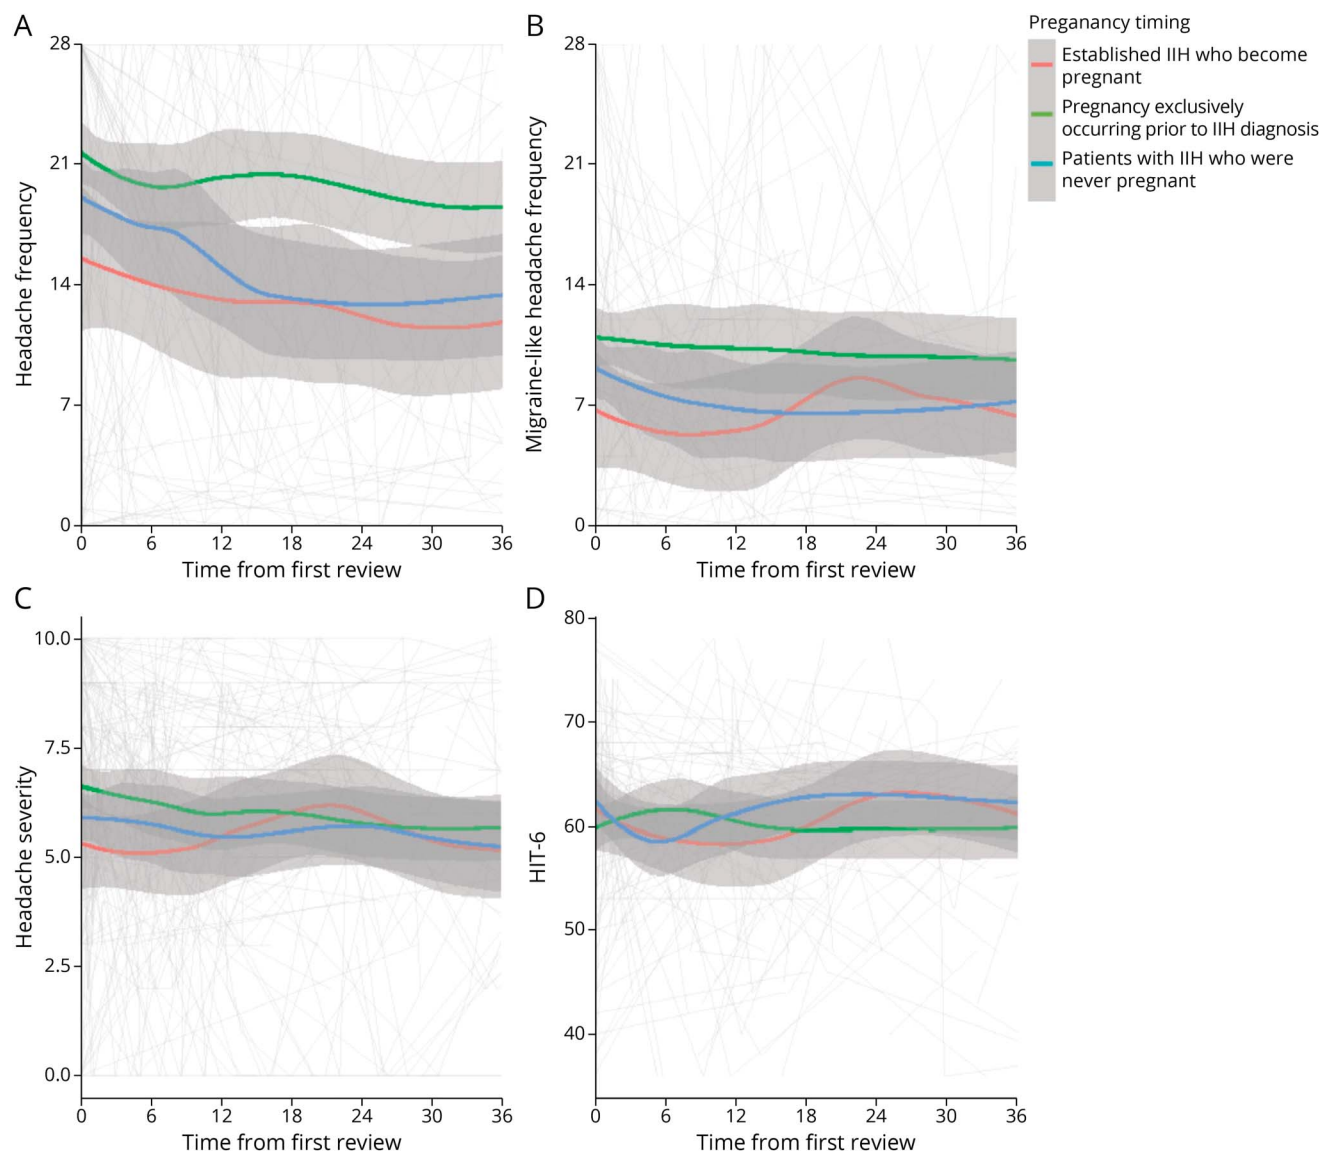 A
B
Preganancy timing
Established IIH who become
pregnant
Pregnancy exclusively
occurring prior to IIH diagnosis
Patients with IIH who were
never pregnant
Headache frequency
28
21
14
7
0
0 6 12 18 24 30 36
Time from first review
Migraine-like headache frequency
28
21
14
7
0
0 6 12 18 24 30 36
Time from first review
C
D
Headache severity
10.0
7.5
5.0
2.5
0.0
0 6 12 18 24 30 36
Time from first review
HIT-6
80
70
60
50
40
0 6 12 18 24 30 36
Time from first review